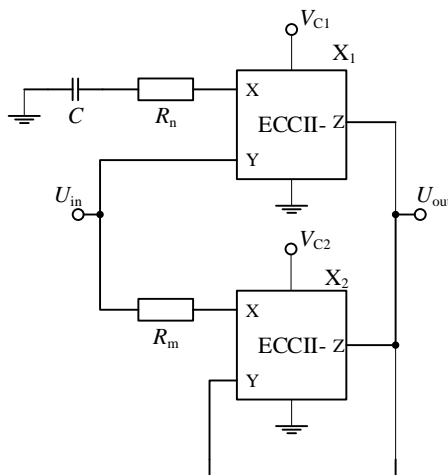 V_C1
X_1
X
C
R_n
ECCII-
Z
Y
U_in
U_out
V_C2
X_2
X
R_m
ECCII-
Z
Y